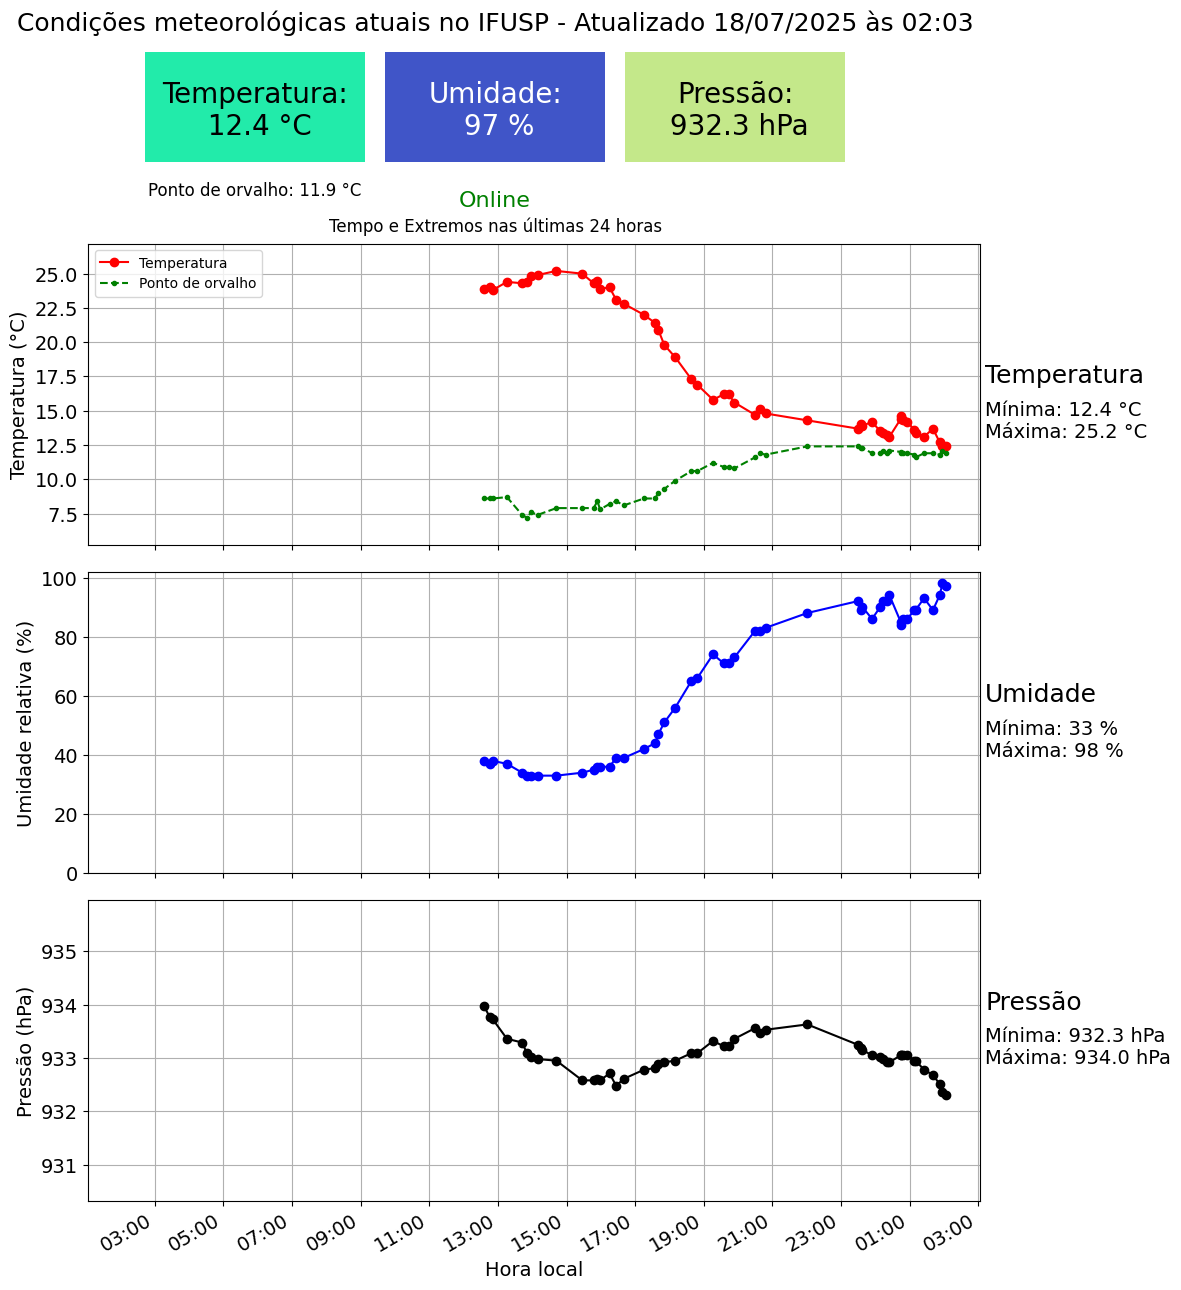 Condições meteorológicas atuais no IFUSP - Atualizado 18/07/2025 às 02:03
Temperatura:
12.4 °C
Umidade:
97 %
Pressão:
932.3 hPa
Ponto de orvalho: 11.9 °C
Online
Tempo e Extremos nas últimas 24 horas
Temperatura
Ponto de orvalho
Temperatura (°C)
25.0
22.5
20.0
17.5
15.0
12.5
10.0
7.5
Temperatura
Mínima: 12.4 °C
Máxima: 25.2 °C
Umidade relativa (%)
100
80
60
40
20
0
Umidade
Mínima: 33 %
Máxima: 98 %
Pressão (hPa)
935
934
933
932
931
Pressão
Mínima: 932.3 hPa
Máxima: 934.0 hPa
03:00
05:00
07:00
09:00
11:00
13:00
15:00
17:00
19:00
21:00
23:00
01:00
03:00
Hora local